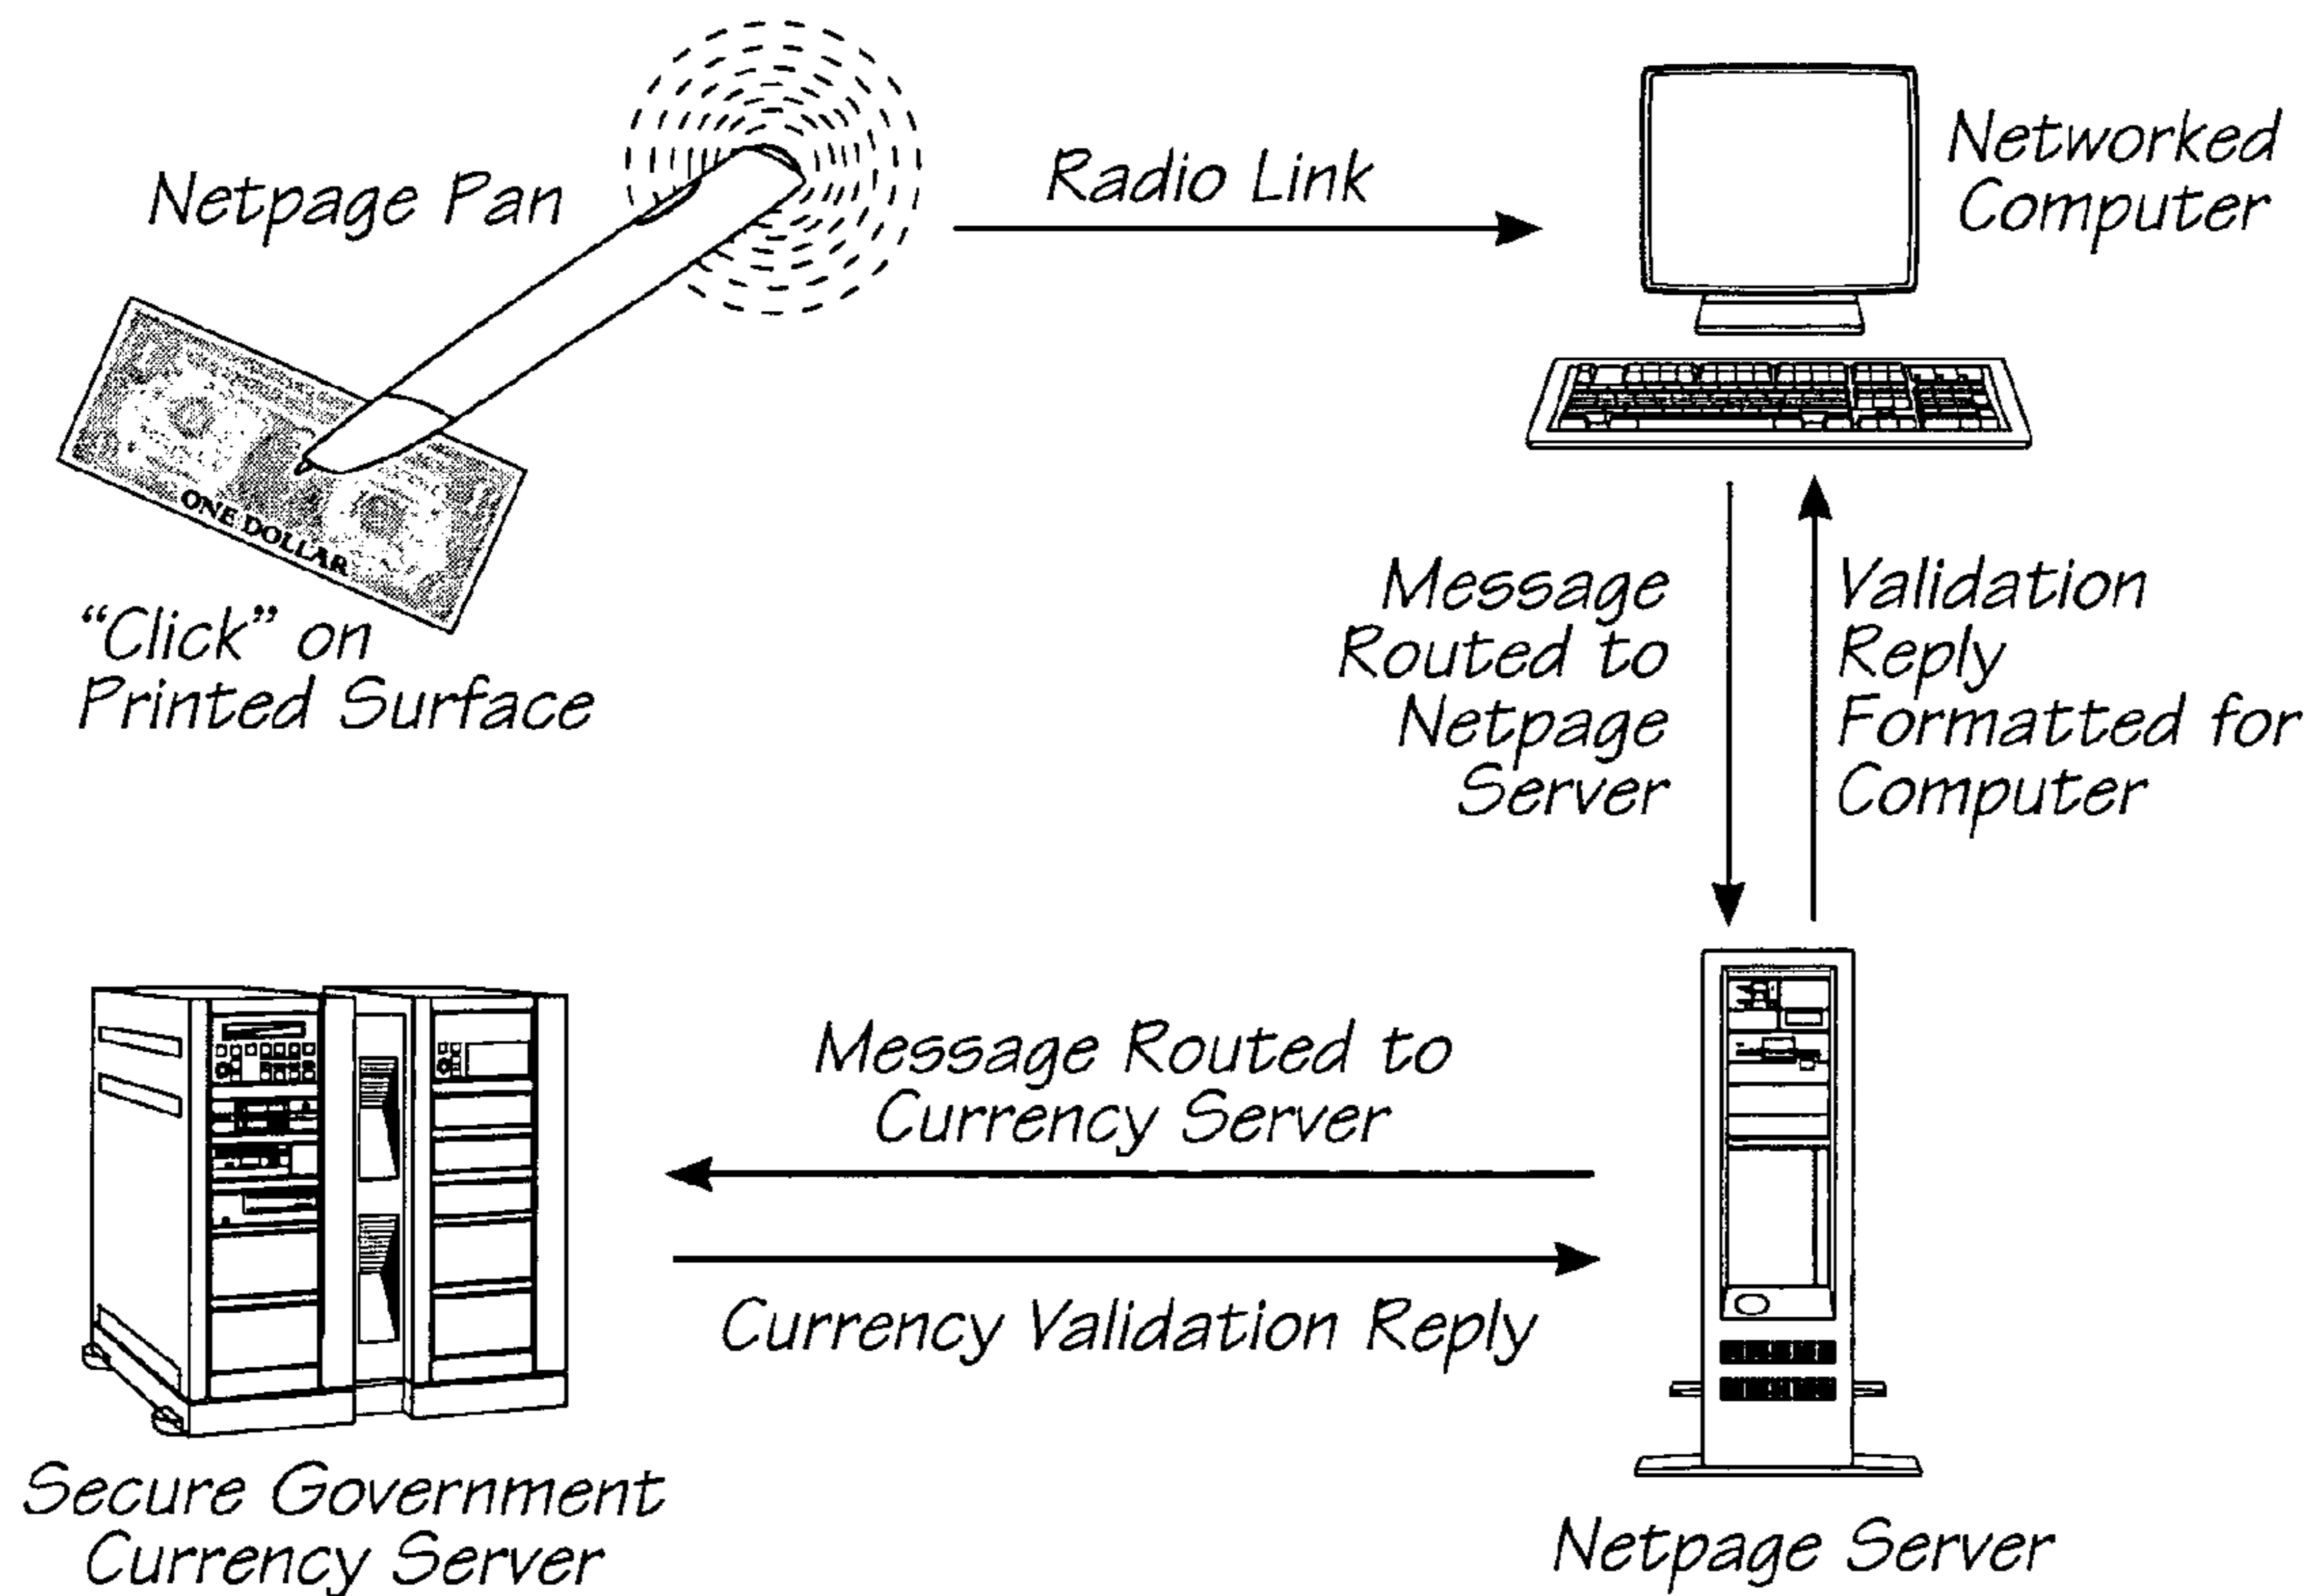 Netpage Pan
Radio Link
Networked
Computer
ONE DOLLAR
“Click” on
Printed Surface
Message
Routed to
Netpage
Server
Validation
Reply
Formatted for
Computer
Message Routed to
Currency Server
Currency Validation Reply
Secure Government
Currency Server
Netpage Server